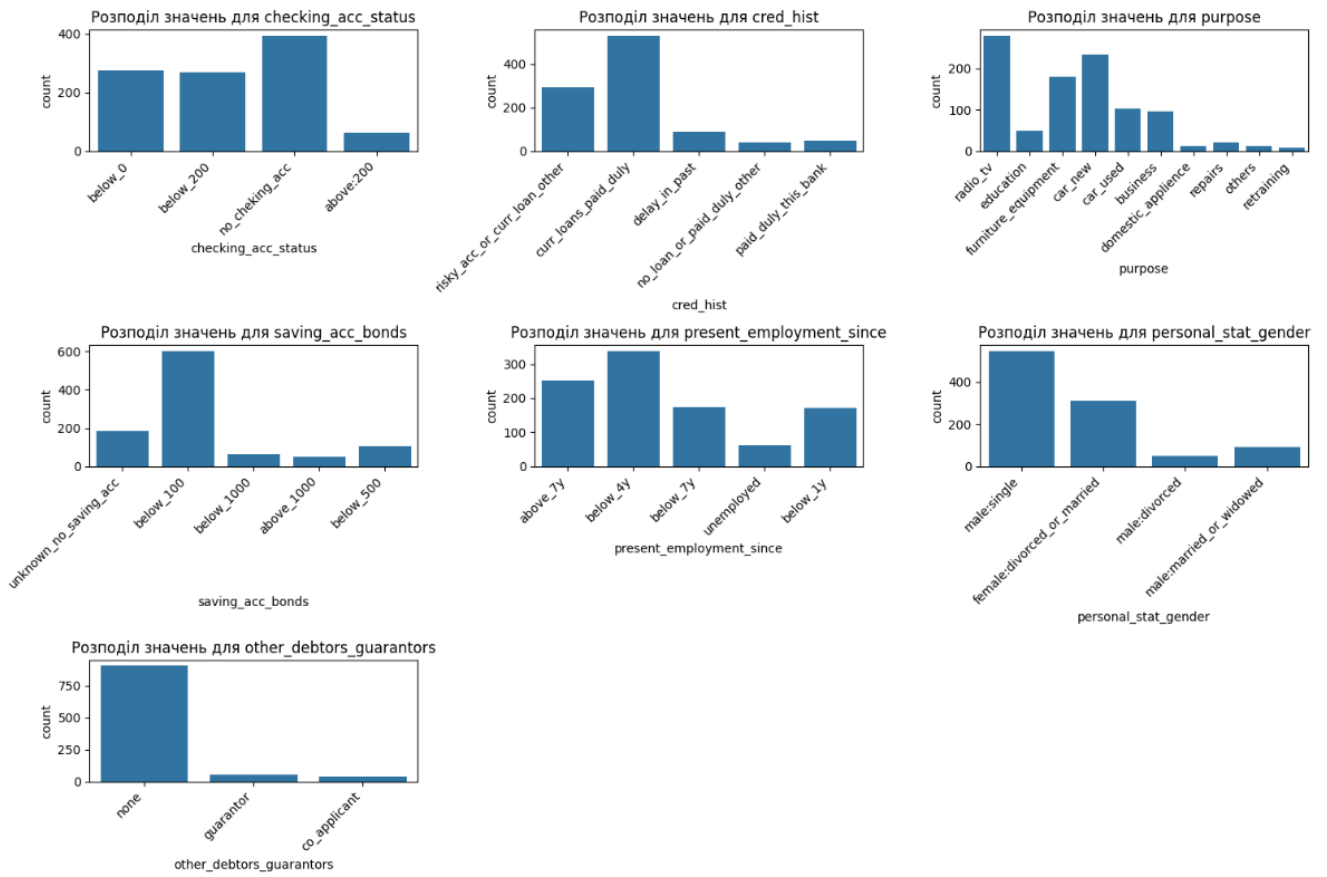 Розподіл значень для checking_acc_status
400
200
0
count
below_0
below_200
no_cheking_acc
above:200
checking_acc_status
Розподіл значень для cred_hist
400
200
0
count
risky_acc_or_curr_loan_other
curr_loans_paid_duly
delay_in_past
no_loan_or_paid_duly_other
paid_duly_this_bank
cred_hist
Розподіл значень для purpose
200
100
0
count
radio_tv
education
furniture_equipment
car_new
car_used
business
domestic_applience
repairs
others
retraining
purpose
Розподіл значень для saving_acc_bonds
600
400
200
0
count
unknown_no_saving_acc
below_100
below_1000
above_1000
below_500
saving_acc_bonds
Розподіл значень для present_employment_since
300
200
100
0
count
above_7y
below_4y
below_7y
unemployed
below_1y
present_employment_since
Розподіл значень для personal_stat_gender
400
200
0
count
male:single
female:divorced_or_married
male:divorced
male:married_or_widowed
personal_stat_gender
Розподіл значень для other_debtors_guarantors
750
500
250
0
count
none
guarantor
co_applicant
other_debtors_guarantors